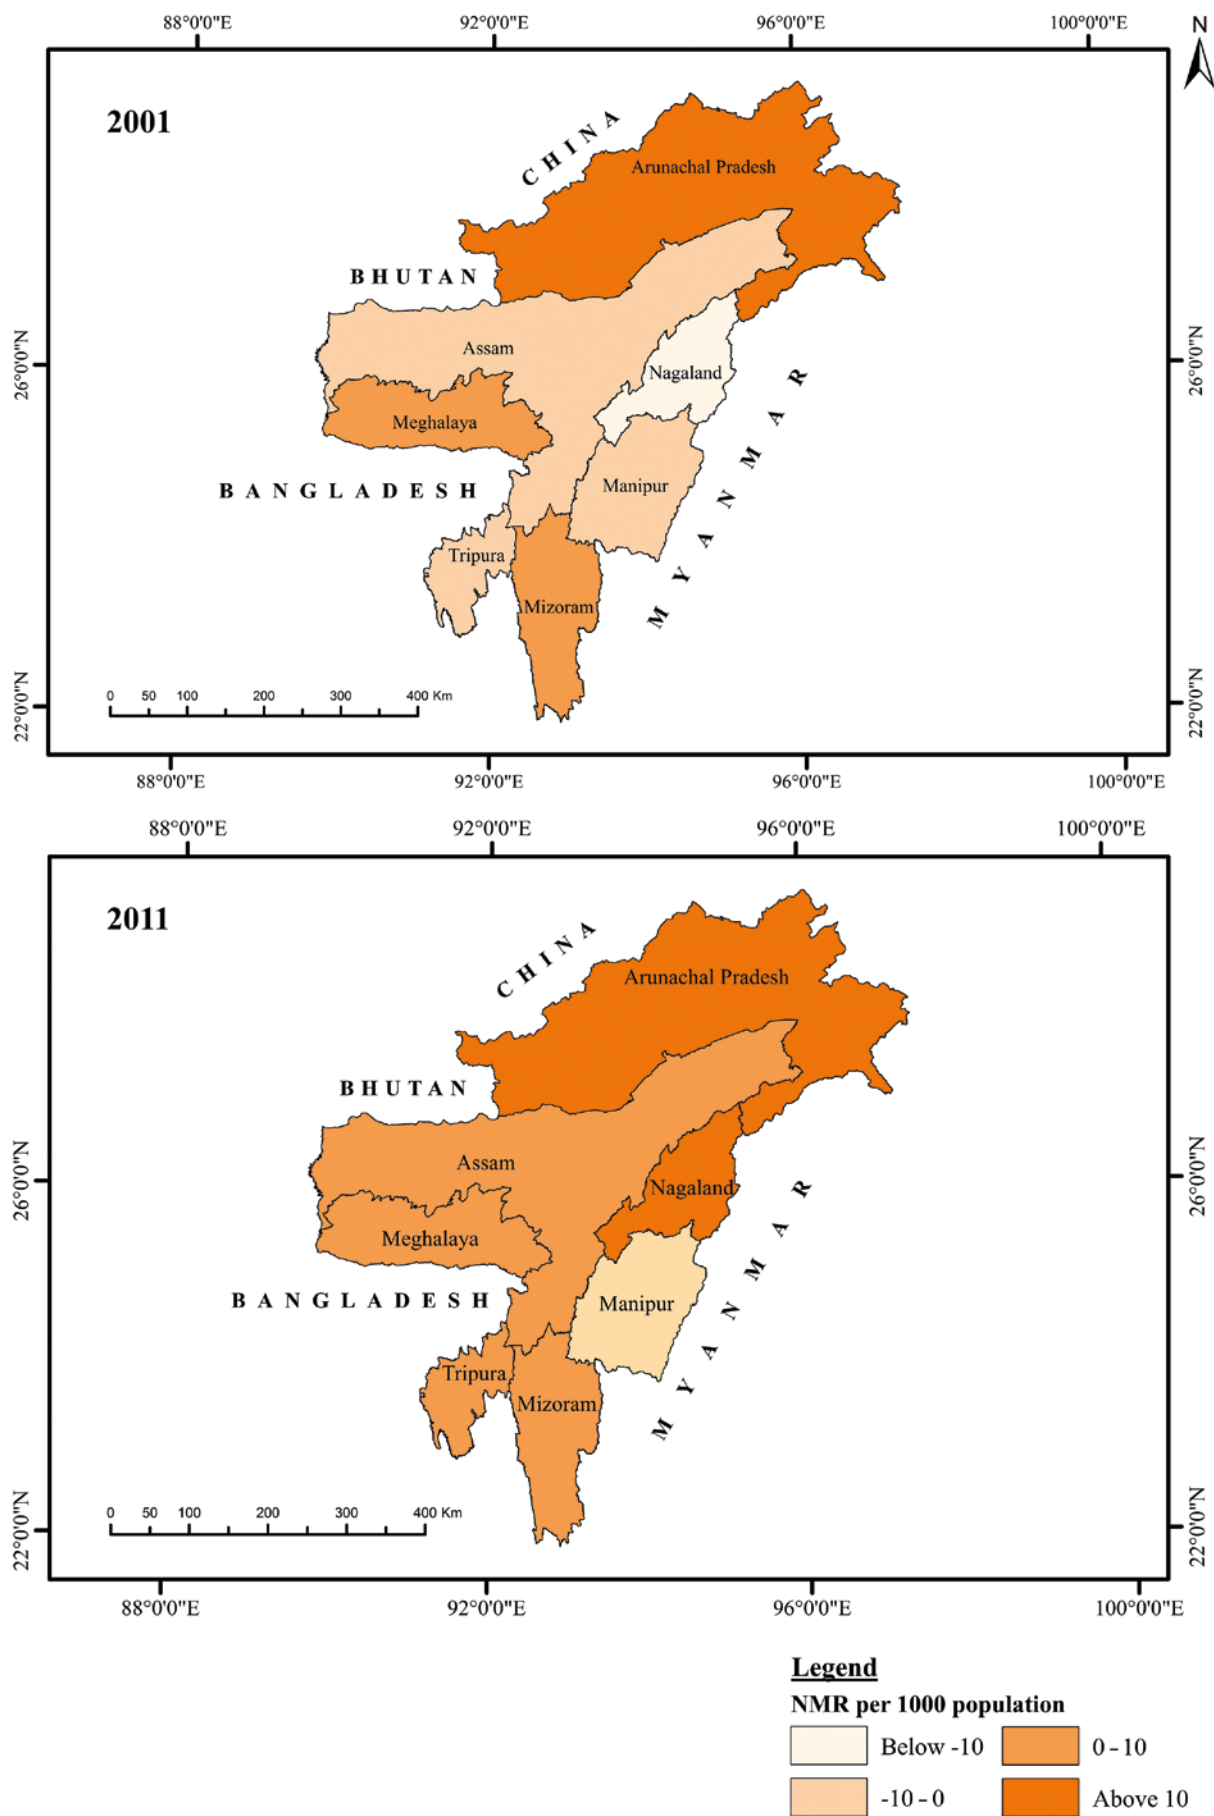 88°0'0"E 92°0'0"E 96°0'0"E 100°0'0"E
N
2001
CHINA
Arunachal Pradesh
BHUTAN
26°0'0"N
Assam
26°0'0"N
Nagaland
Meghalaya
MYANMAR
BANGLADESH
Manipur
Tripura
Mizoram
22°0'0"N
0 50 100 200 300 400 Km
22°0'0"N
88°0'0"E 92°0'0"E 96°0'0"E 100°0'0"E
88°0'0"E 92°0'0"E 96°0'0"E 100°0'0"E
2011
CHINA
Arunachal Pradesh
BHUTAN
26°0'0"N
Assam
26°0'0"N
Nagaland
Meghalaya
MYANMAR
BANGLADESH
Manipur
Tripura
Mizoram
22°0'0"N
0 50 100 200 300 400 Km
22°0'0"N
88°0'0"E 92°0'0"E 96°0'0"E 100°0'0"E
Legend
NMR per 1000 population
Below -10 0 - 10
-10 - 0 Above 10